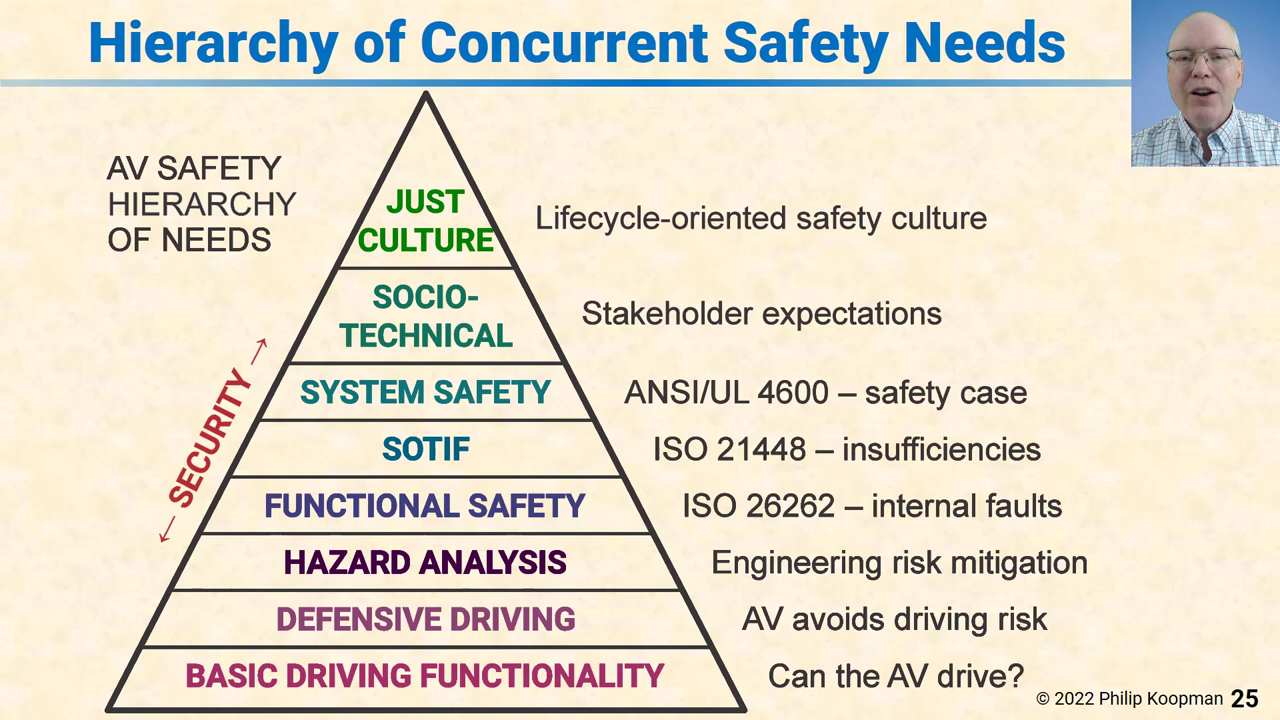 Hierarchy of Concurrent Safety Needs
AV SAFETY
HIERARCHY
OF NEEDS
JUST
CULTURE
Lifecycle-oriented safety culture
SOCIO-
TECHNICAL
Stakeholder expectations
← SECURITY →
SYSTEM SAFETY
ANSI/UL 4600 – safety case
SOTIF
ISO 21448 – insufficiencies
FUNCTIONAL SAFETY
ISO 26262 – internal faults
HAZARD ANALYSIS
Engineering risk mitigation
DEFENSIVE DRIVING
AV avoids driving risk
BASIC DRIVING FUNCTIONALITY
Can the AV drive?
© 2022 Philip Koopman 25